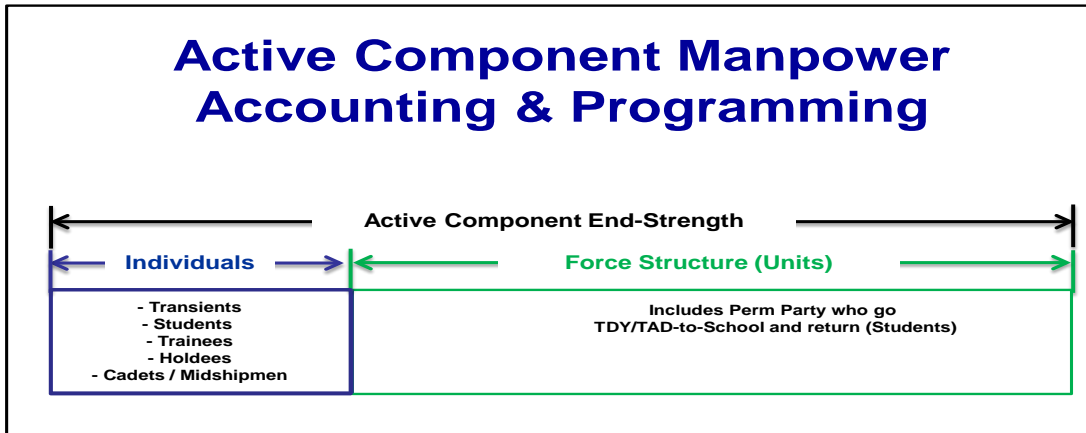 Active Component Manpower
Accounting & Programming
Active Component End-Strength
Individuals
Force Structure (Units)
- Transients
- Students
- Trainees
- Holdees
- Cadets / Midshipmen
Includes Perm Party who go
TDY/TAD-to-School and return (Students)